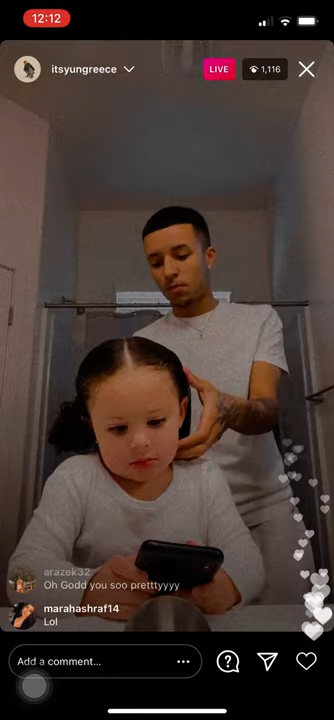 12:12
itsyungreece
LIVE
1,116
arazek32
Oh Godd you soo pretttyyyy
marahashraf14
Lol
Add a comment...